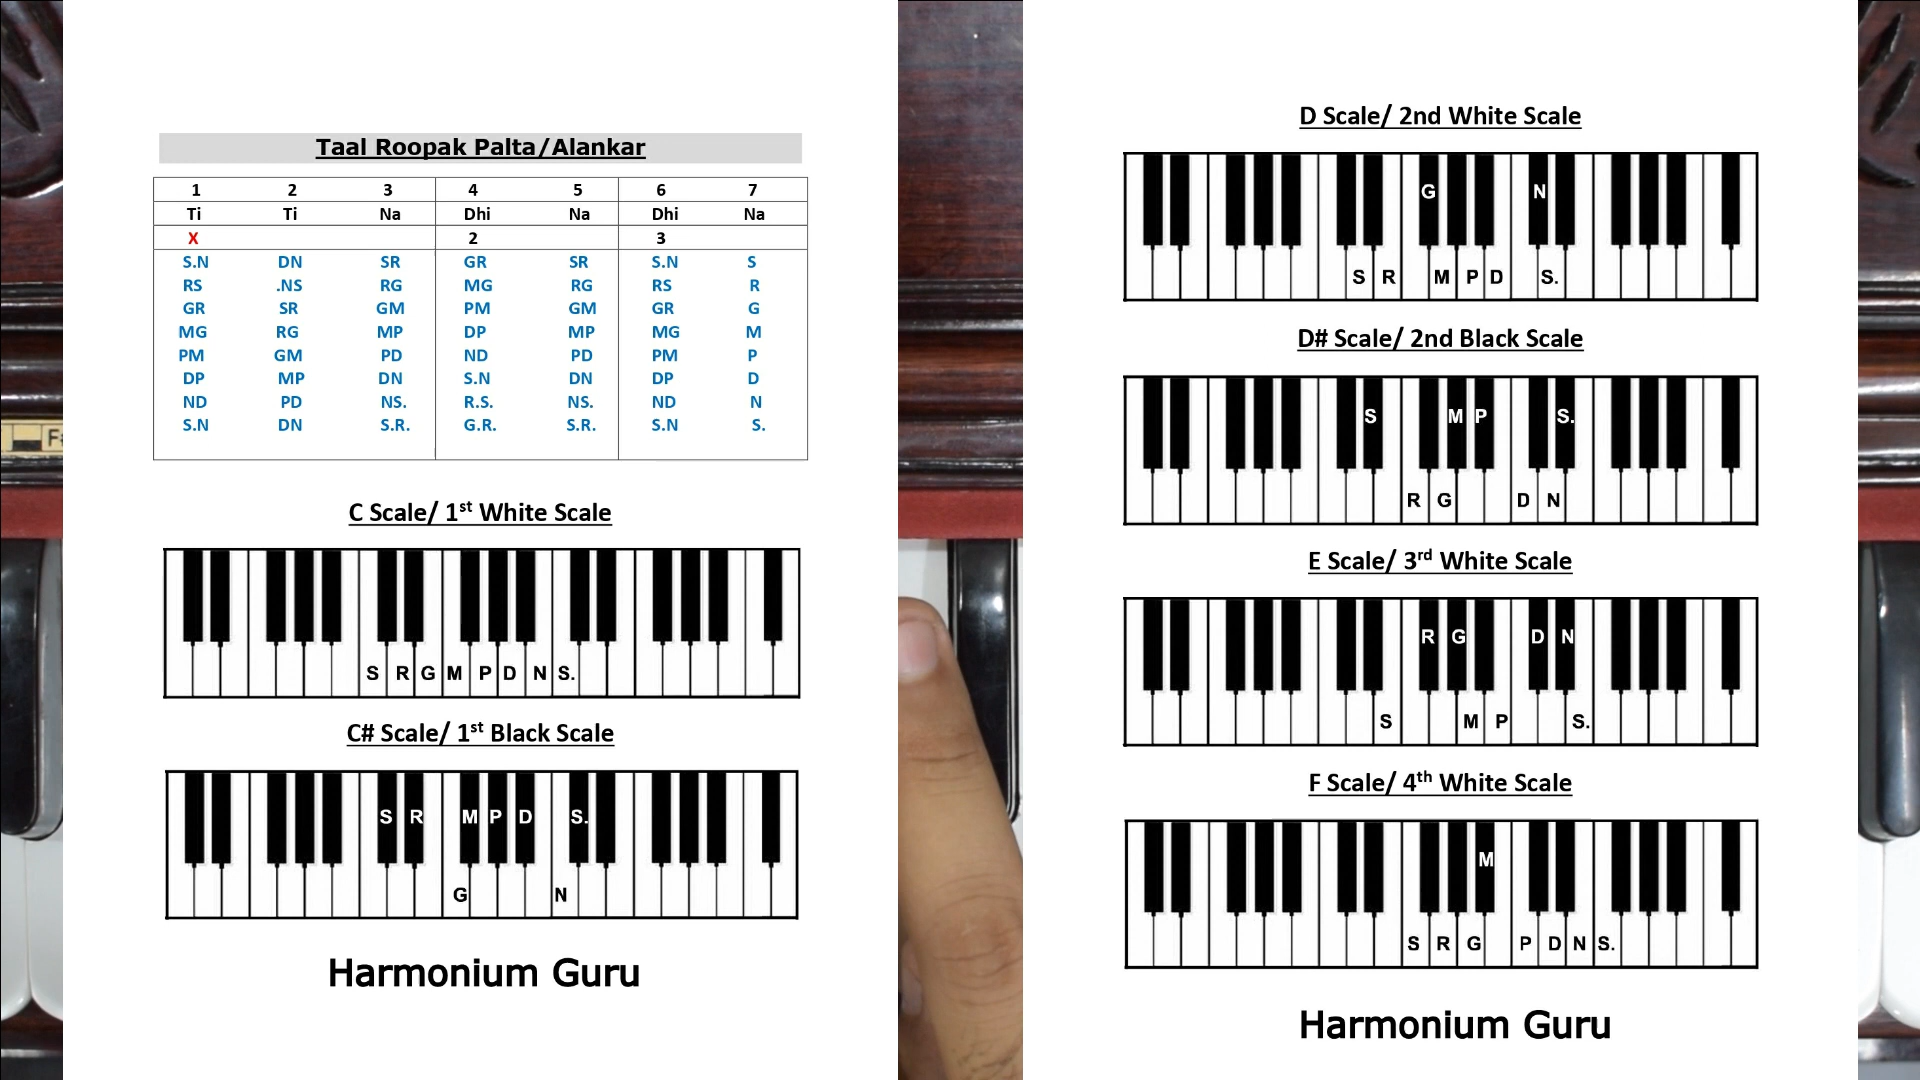 Taal Roopak Palta/Alankar
1 2 3 4 5 6 7
Ti Ti Na Dhi Na Dhi Na
X 2 3
S.N DN SR GR SR S.N S
RS .NS RG MG RG RS R
GR SR GM PM GM GR G
MG RG MP DP MP MG M
PM GM PD ND PD PM P
DP MP DN S.N DN DP D
ND PD NS. R.S. NS. ND N
S.N DN S.R. G.R. S.R. S.N S.
C Scale/ 1st White Scale
S R G M P D N S.
C# Scale/ 1st Black Scale
S R M P D S.
G N
Harmonium Guru
D Scale/ 2nd White Scale
G N
S R M P D S.
D# Scale/ 2nd Black Scale
S M P S.
R G D N
E Scale/ 3rd White Scale
R G D N
S M P S.
F Scale/ 4th White Scale
M
S R G P D N S.
Harmonium Guru